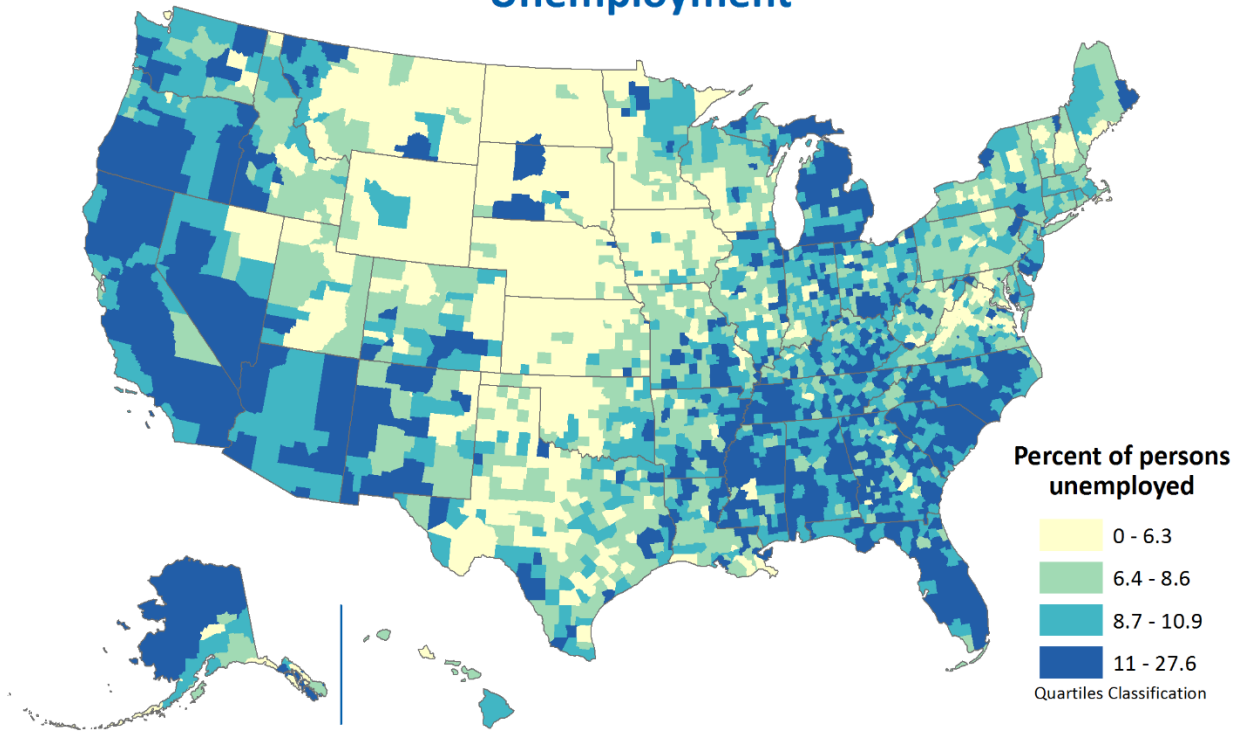 Unemployment
Percent of persons
unemployed
0 - 6.3
6.4 - 8.6
8.7 - 10.9
11 - 27.6
Quartiles Classification